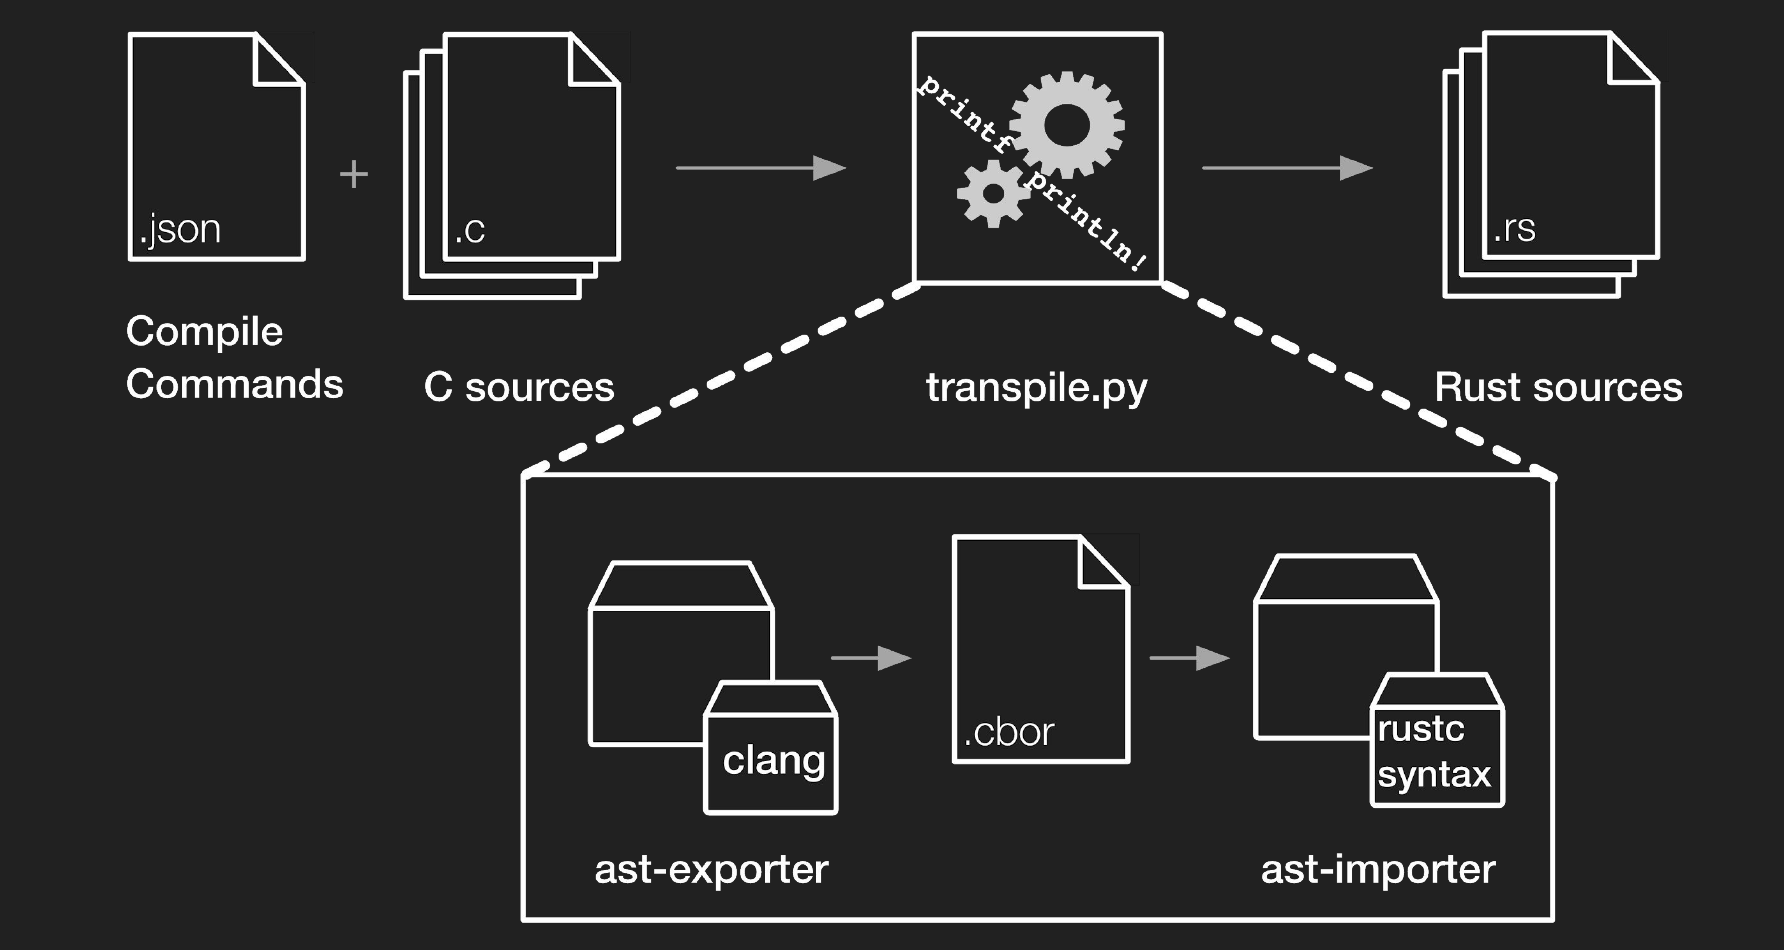 .json
+
.c
printf
println!
.rs
Compile
Commands
C sources
transpile.py
Rust sources
clang
.cbor
rustc
syntax
ast-exporter
ast-importer